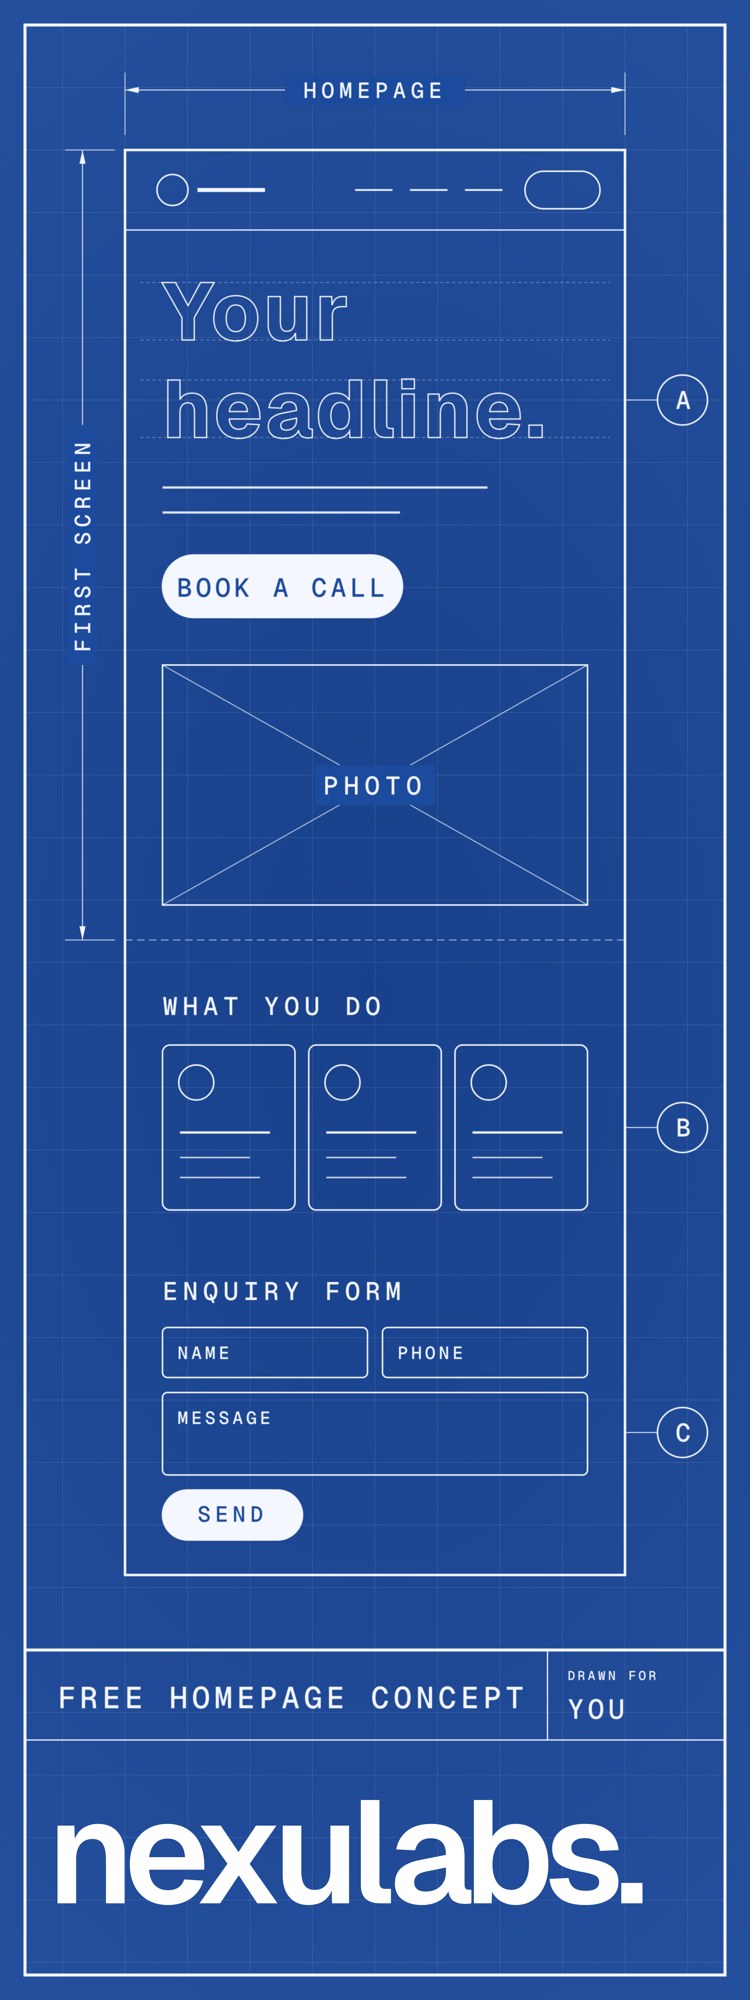 HOMEPAGE
FIRST SCREEN
Your
headline.
A
BOOK A CALL
PHOTO
WHAT YOU DO
B
ENQUIRY FORM
NAME
PHONE
MESSAGE
C
SEND
FREE HOMEPAGE CONCEPT
DRAWN FOR
YOU
nexulabs.